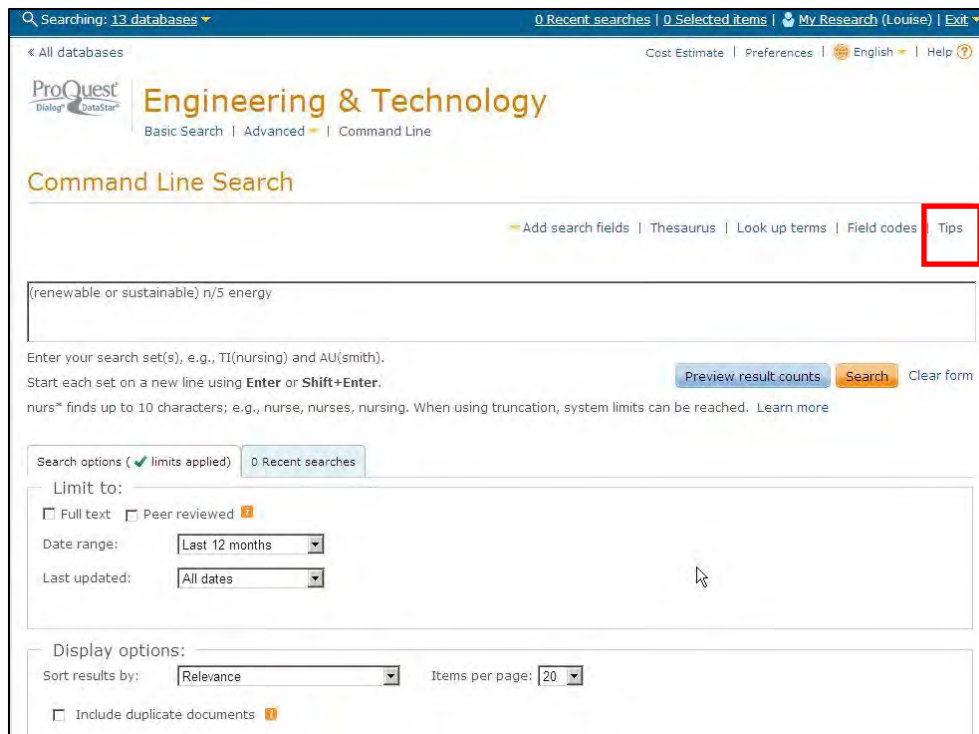 Searching: 13 databases
0 Recent searches | 0 Selected items | My Research (Louise) | Exit
« All databases
Cost Estimate | Preferences | English | Help ?
ProQuest
Dialog® DataStar®
Engineering & Technology
Basic Search | Advanced | Command Line
Command Line Search
Add search fields | Thesaurus | Look up terms | Field codes | Tips
(renewable or sustainable) n/5 energy
Enter your search set(s), e.g., TI(nursing) and AU(smith).
Start each set on a new line using Enter or Shift+Enter.
Preview result counts Search Clear form
nurs* finds up to 10 characters; e.g., nurse, nurses, nursing. When using truncation, system limits can be reached. Learn more
Search options ( ✔ limits applied) 0 Recent searches
Limit to:
Full text Peer reviewed i
Date range: Last 12 months
Last updated: All dates
Display options:
Sort results by: Relevance Items per page: 20
Include duplicate documents i